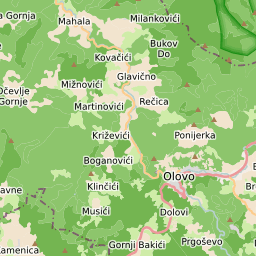 a Gornja
Mahala
Milankovići
Bukov
Do
Kovačići
Glavično
Mižnovići
Očevlje
Gornje
Martinovići
Rečica
Križevići
Ponijerka
Boganovići
Olovo
Klinčići
Musići
Dolovi
Gornji Bakići
Prgoševo
Kamenica